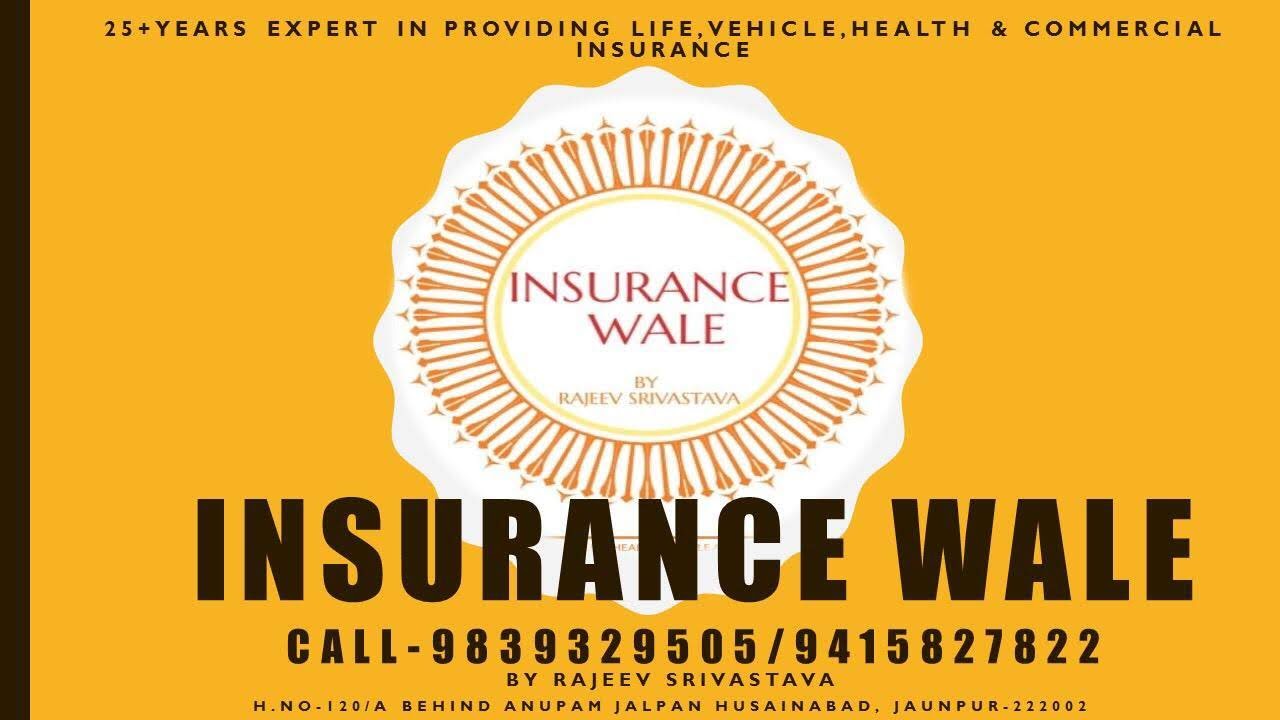 25+YEARS EXPERT IN PROVIDING LIFE,VEHICLE,HEALTH & COMMERCIAL
INSURANCE
INSURANCE
WALE
BY
RAJEEV SRIVASTAVA
INSURANCE WALE
CALL-9839329505/9415827822
BY RAJEEV SRIVASTAVA
H.NO-120/A BEHIND ANUPAM JALPAN HUSAINABAD, JAUNPUR-222002